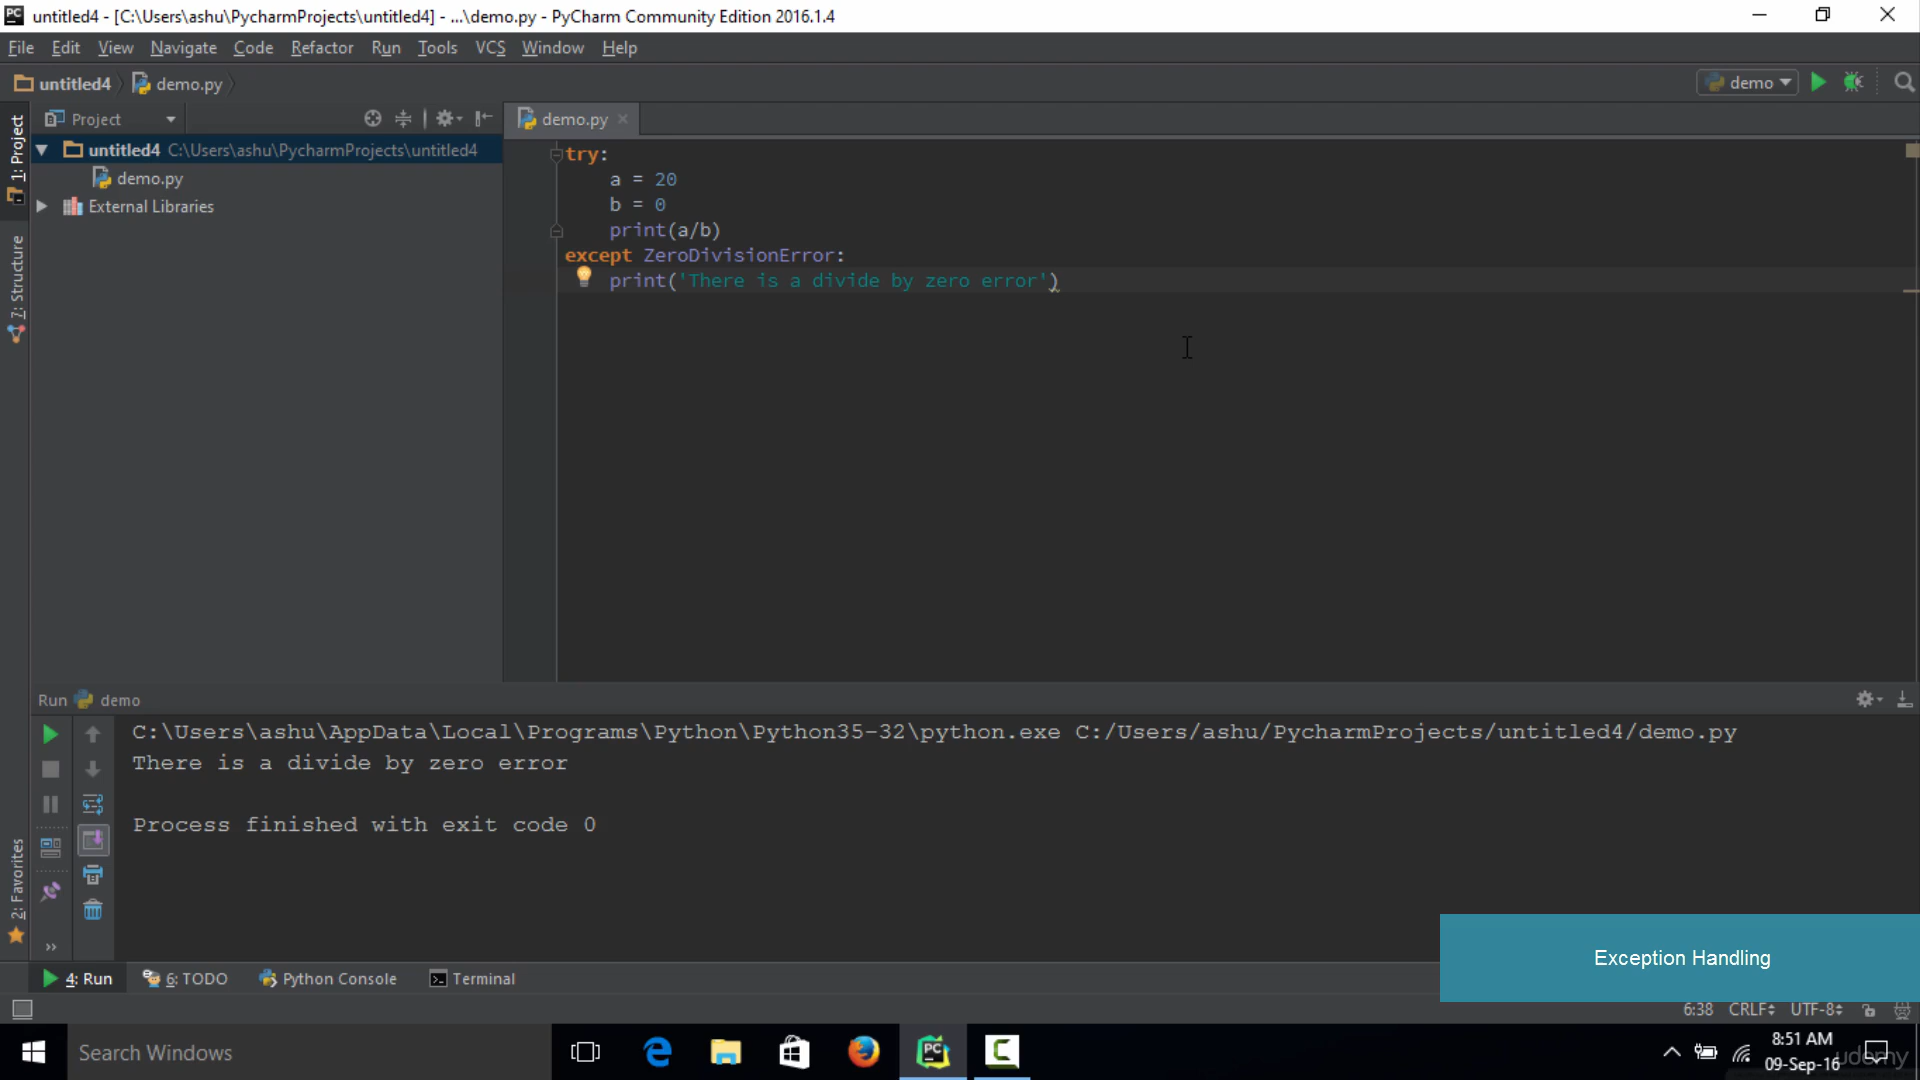 untitled4 - [C:\Users\ashu\PycharmProjects\untitled4] - ...\demo.py - PyCharm Community Edition 2016.1.4
File Edit View Navigate Code Refactor Run Tools VCS Window Help
untitled4 demo.py demo
1: Project
Project
demo.py
untitled4 C:\Users\ashu\PycharmProjects\untitled4
demo.py
External Libraries
7: Structure
try:
a = 20
b = 0
print(a/b)
except ZeroDivisionError:
print('There is a divide by zero error')
Run demo
C:\Users\ashu\AppData\Local\Programs\Python\Python35-32\python.exe C:/Users/ashu/PycharmProjects/untitled4/demo.py
There is a divide by zero error
Process finished with exit code 0
2: Favorites
Exception Handling
4: Run 6: TODO Python Console Terminal
6:38 CRLF UTF-8
Search Windows
8:51 AM
09-Sep-16
udemy